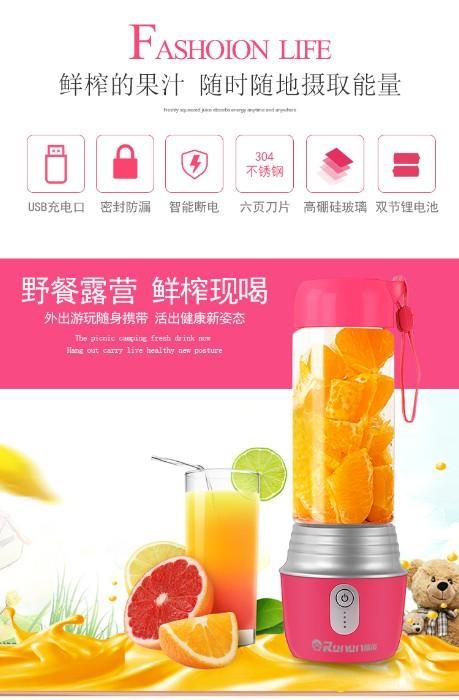 FASHOION LIFE
鲜榨的果汁 随时随地摄取能量
Freshly squeezed juice absorbs energy anytime and anywhere
304
不锈钢
USB充电口 密封防漏 智能断电 六页刀片 高硼硅玻璃 双节锂电池
野餐露营 鲜榨现喝
外出游玩随身携带 活出健康新姿态
The picnic camping fresh drink now
Hang out carry live healthy new posture